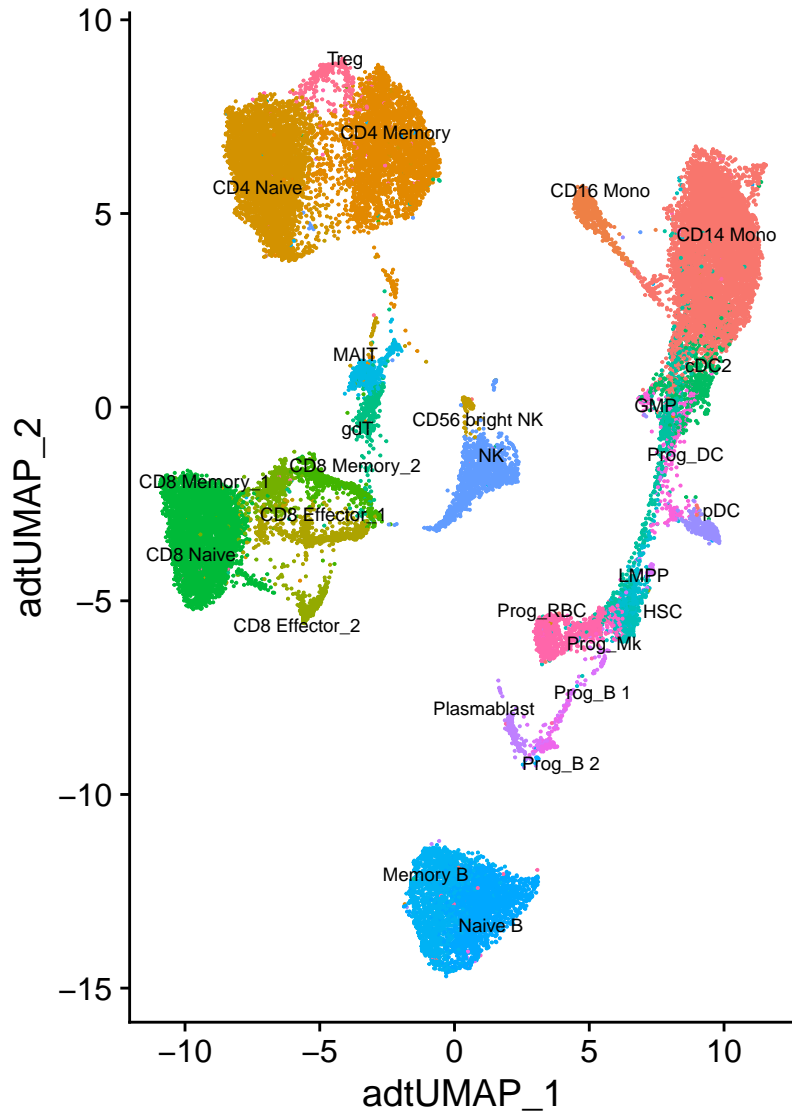 10
Treg
CD4 Memory
CD4 Naive
CD16 Mono
5
CD14 Mono
MAIT
cDC2
0
GMP
CD56 bright NK
gdT
NK
Prog_DC
CD8 Memory_2
CD8 Memory_1
CD8 Effector_1
pDC
CD8 Naive
LMPP
−5
Prog_RBC
HSC
CD8 Effector_2
Prog_Mk
Prog_B 1
Plasmablast
Prog_B 2
−10
Memory B
Naive B
−15
adtUMAP_2
−10 −5 0 5 10
adtUMAP_1